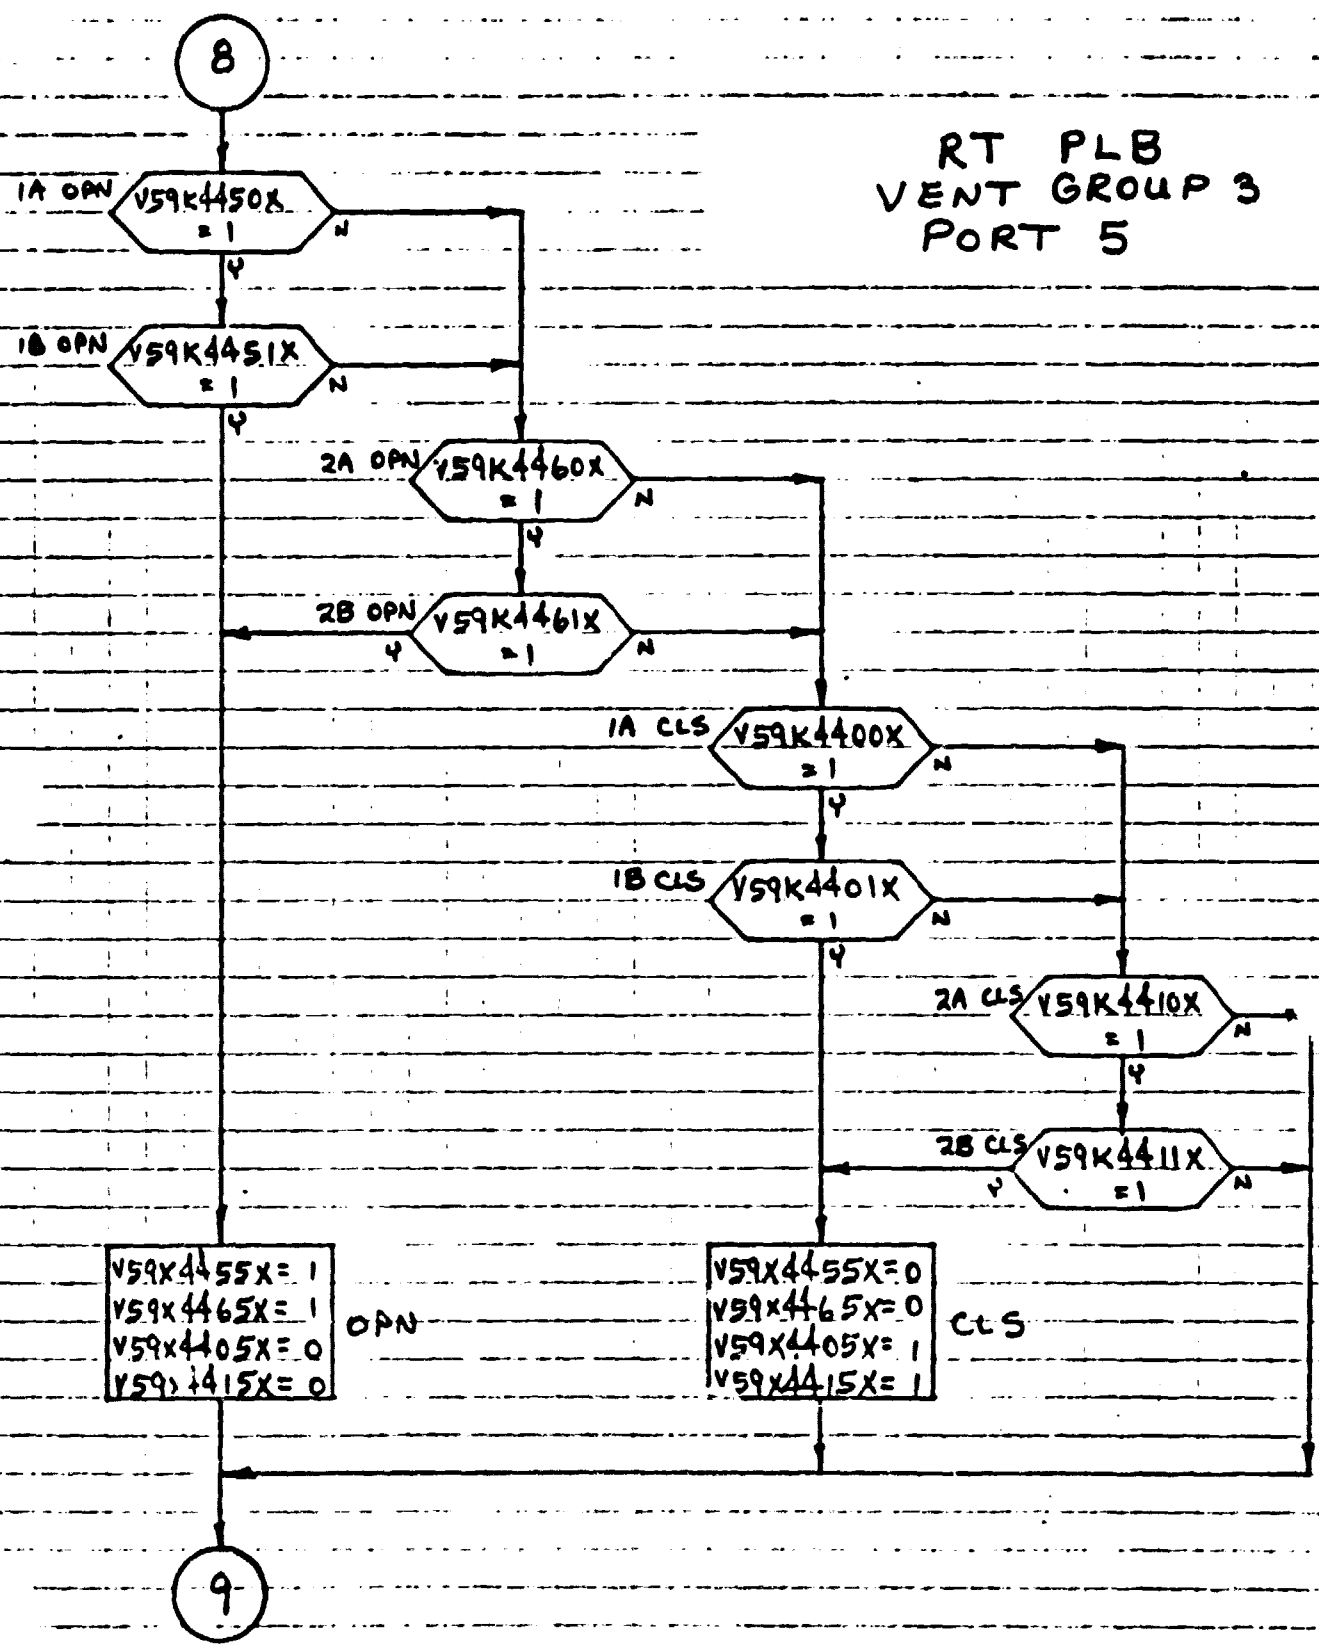 8
RT PLB
VENT GROUP 3
PORT 5
1A OPN
V59K4450X
= 1
N
Y
1B OPN
V59K4451X
= 1
N
Y
2A OPN
V59K4460X
= 1
N
Y
2B OPN
V59K4461X
= 1
Y
N
1A CLS
V59K4400X
= 1
N
Y
1B CLS
V59K4401X
= 1
N
Y
2A CLS
V59K4410X
= 1
N
Y
2B CLS
V59K4411X
= 1
Y
N
V59X4455X= 1
V59X4465X= 1
V59X4405X= 0
= 0
OPN
V59X4455X= 0
V59X4465X= 0
V59X4405X= 1
V59X4415X= 1
CLS
9